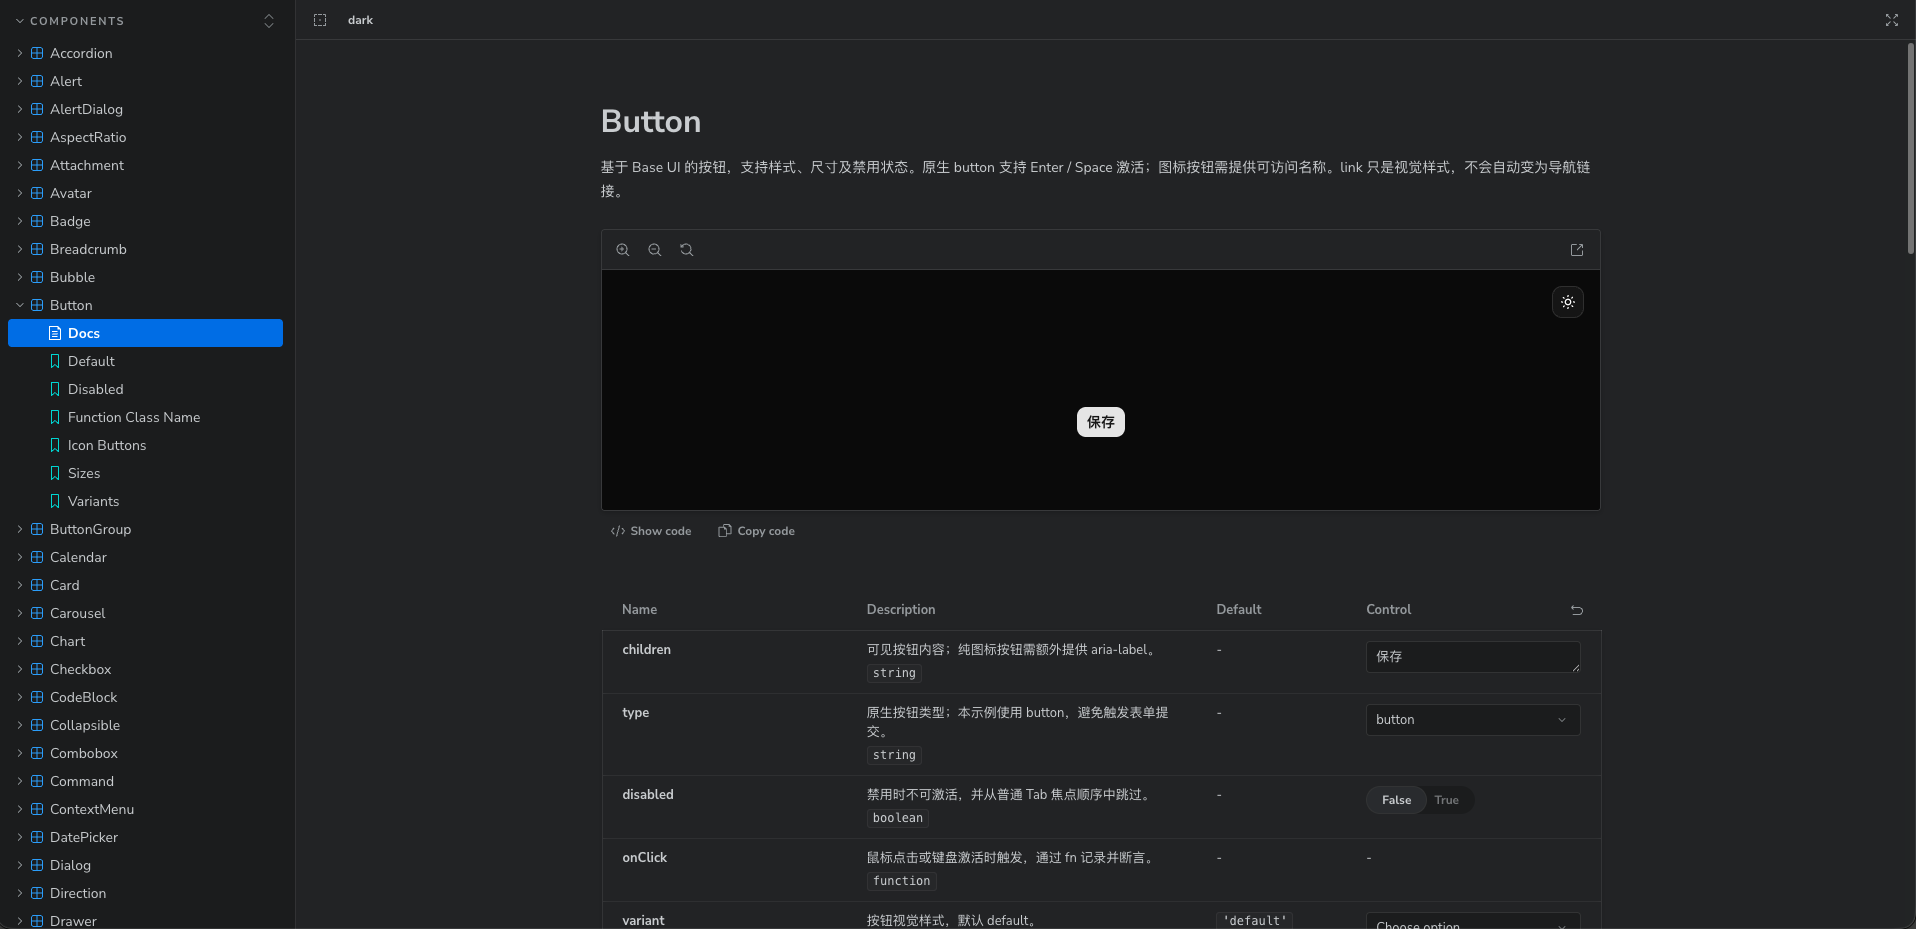 COMPONENTS
Accordion
Alert
AlertDialog
AspectRatio
Attachment
Avatar
Badge
Breadcrumb
Bubble
Button
Docs
Default
Disabled
Function Class Name
Icon Buttons
Sizes
Variants
ButtonGroup
Calendar
Card
Carousel
Chart
Checkbox
CodeBlock
Collapsible
Combobox
Command
ContextMenu
DatePicker
Dialog
Direction
Drawer
dark
Button
基于 Base UI 的按钮，支持样式、尺寸及禁用状态。原生 button 支持 Enter / Space 激活；图标按钮需提供可访问名称。link 只是视觉样式，不会自动变为导航链
接。
保存
Show code Copy code
Name Description Default Control
children 可见按钮内容；纯图标按钮需额外提供 aria-label。 - 保存
string
type 原生按钮类型；本示例使用 button，避免触发表单提 - button
交。
string
disabled 禁用时不可激活，并从普通 Tab 焦点顺序中跳过。 - False True
boolean
onClick 鼠标点击或键盘激活时触发，通过 fn 记录并断言。 - -
function
variant 按钮视觉样式，默认 default。 'default' Choose option